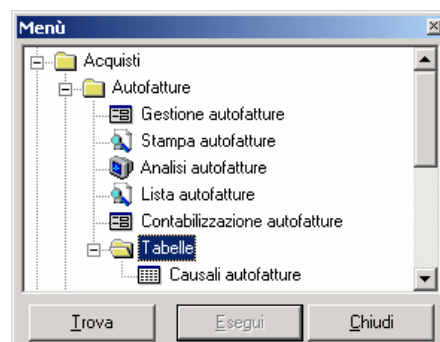 Menù
Acquisti
Autofatture
Gestione autofatture
Stampa autofatture
Analisi autofatture
Lista autofatture
Contabilizzazione autofatture
Tabelle
Causali autofatture
Trova Esegui Chiudi